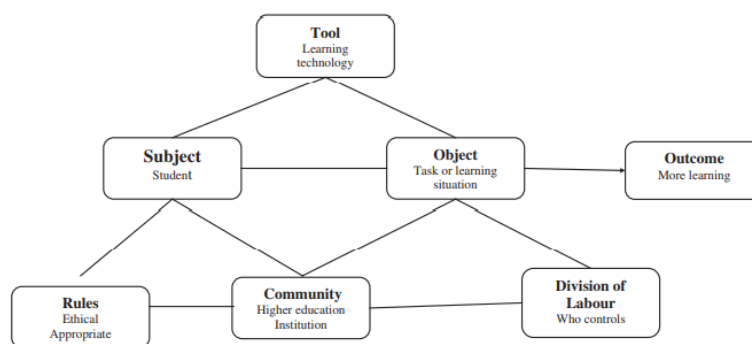 Tool
Learning
technology
Subject
Student
Object
Task or learning
situation
Outcome
More learning
Rules
Ethical
Appropriate
Community
Higher education
Institution
Division of
Labour
Who controls